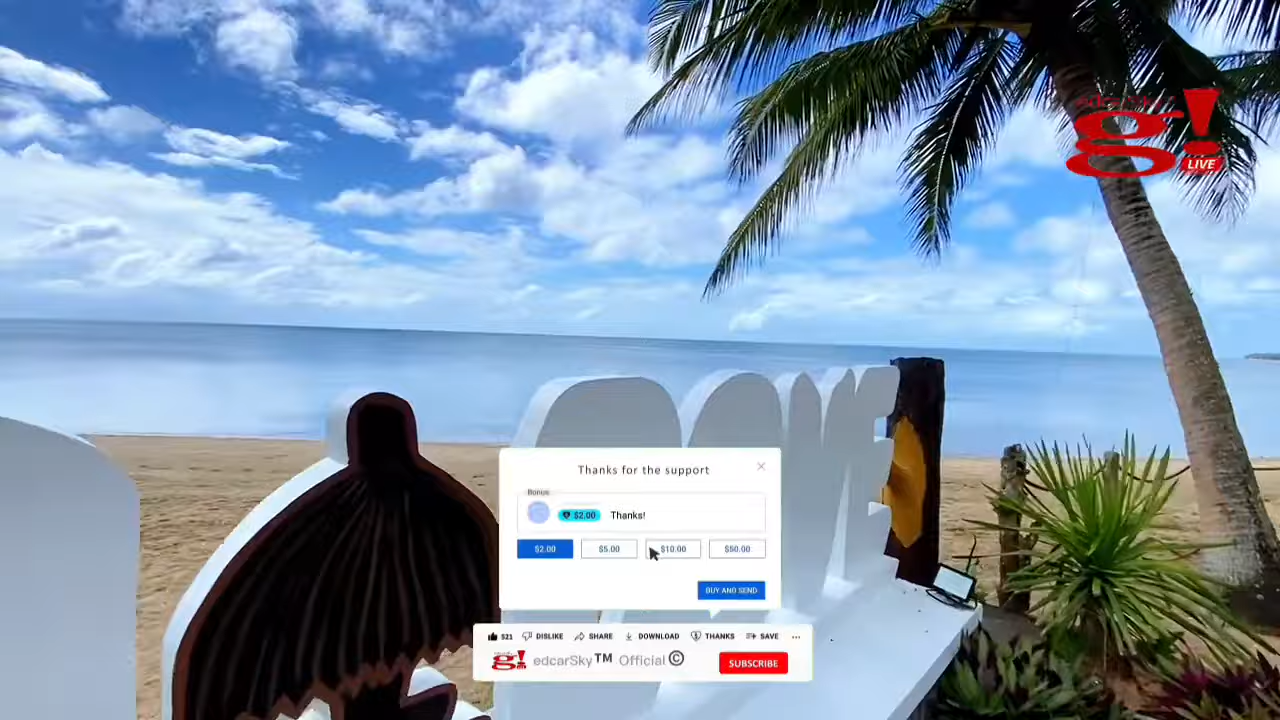 edcarSky
g!
LIVE
Thanks for the support
Bonus
$2.00 Thanks!
$2.00 $5.00 $10.00 $50.00
BUY AND SEND
521 DISLIKE SHARE DOWNLOAD THANKS SAVE ...
g! edcarSky™ Official ©
SUBSCRIBE